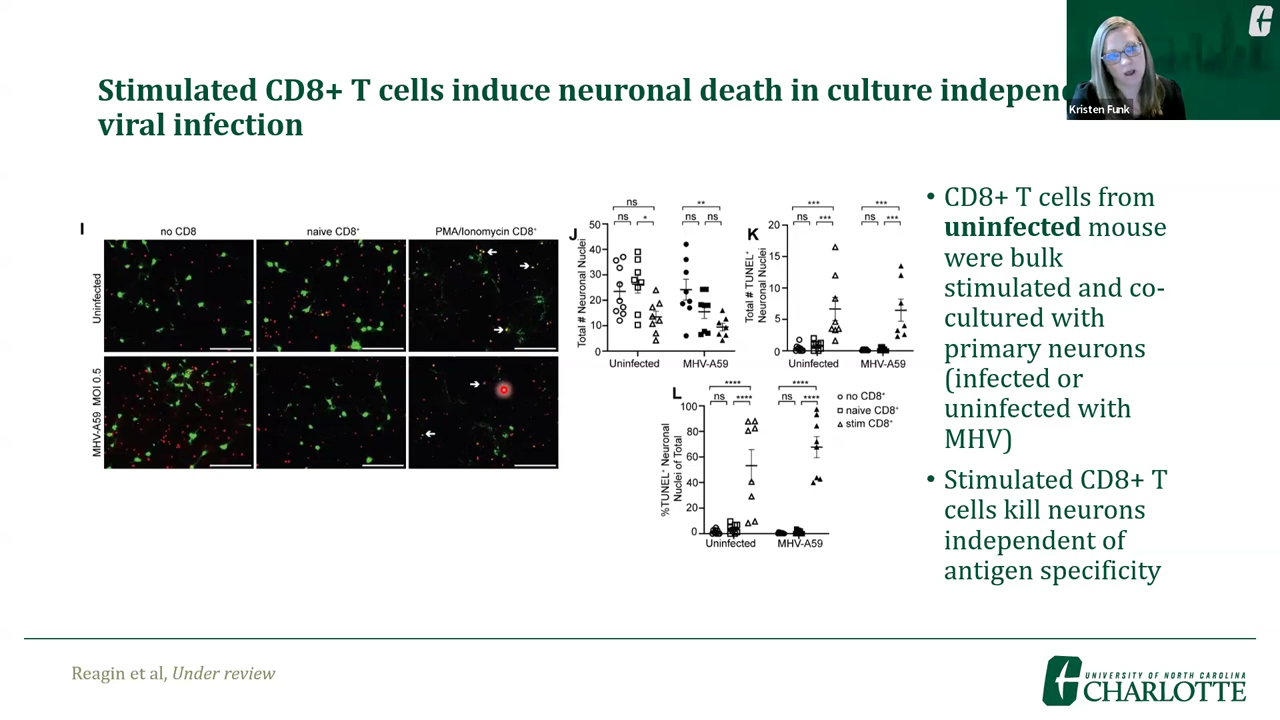 Stimulated CD8+ T cells induce neuronal death in culture
viral infection
Kristen Funk
I
no CD8
naive CD8⁺
PMA/Ionomycin CD8⁺
Uninfected
MHV-A59 MOI 0.5
J
ns
**
ns
*
ns
ns
Total # Neuronal Nuclei
50
40
30
20
10
0
Uninfected
MHV-A59
K
***
***
ns
***
ns
***
Total # TUNEL⁺
Neuronal Nuclei
20
15
10
5
0
Uninfected
MHV-A59
L
****
****
ns
****
ns
****
%TUNEL⁺ Neuronal
Nuclei of Total
100
80
60
40
20
0
Uninfected
MHV-A59
no CD8⁺
naive CD8⁺
stim CD8⁺
• CD8+ T cells from
uninfected mouse
were bulk
stimulated and co-
cultured with
primary neurons
(infected or
uninfected with
MHV)
• Stimulated CD8+ T
cells kill neurons
independent of
antigen specificity
Reagin et al, Under review
UNIVERSITY OF NORTH CAROLINA
CHARLOTTE